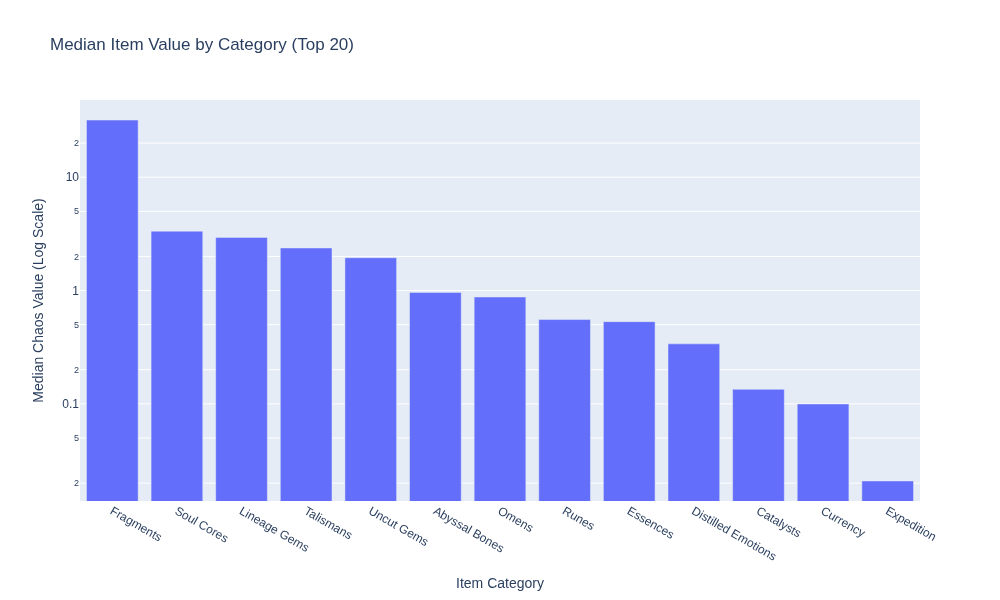 Median Item Value by Category (Top 20)
Median Chaos Value (Log Scale)
2
10
5
2
1
5
2
0.1
5
2
Fragments
Soul Cores
Lineage Gems
Talismans
Uncut Gems
Abyssal Bones
Omens
Runes
Essences
Distilled Emotions
Catalysts
Currency
Expedition
Item Category